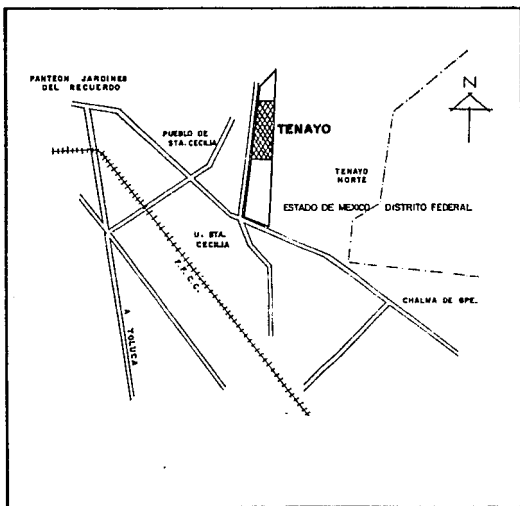 PANTEON JARDINES
DEL RECUERDO
N
PUEBLO DE
STA. CECILIA
TENAYO
TENAYO
NORTE
ESTADO DE MEXICO
DISTRITO FEDERAL
U. STA.
CECILIA
F.F.C.C.
CHALMA DE GPE.
A TOLUCA